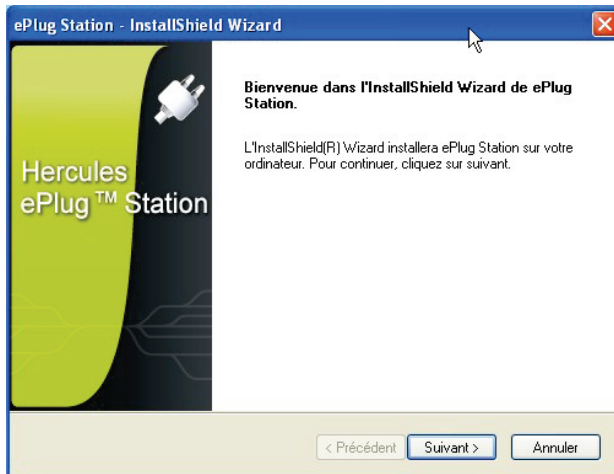 ePlug Station - InstallShield Wizard
Hercules
ePlug™ Station
Bienvenue dans l'InstallShield Wizard de ePlug
Station.
L'InstallShield(R) Wizard installera ePlug Station sur votre
ordinateur. Pour continuer, cliquez sur suivant.
< Précédent
Suivant >
Annuler